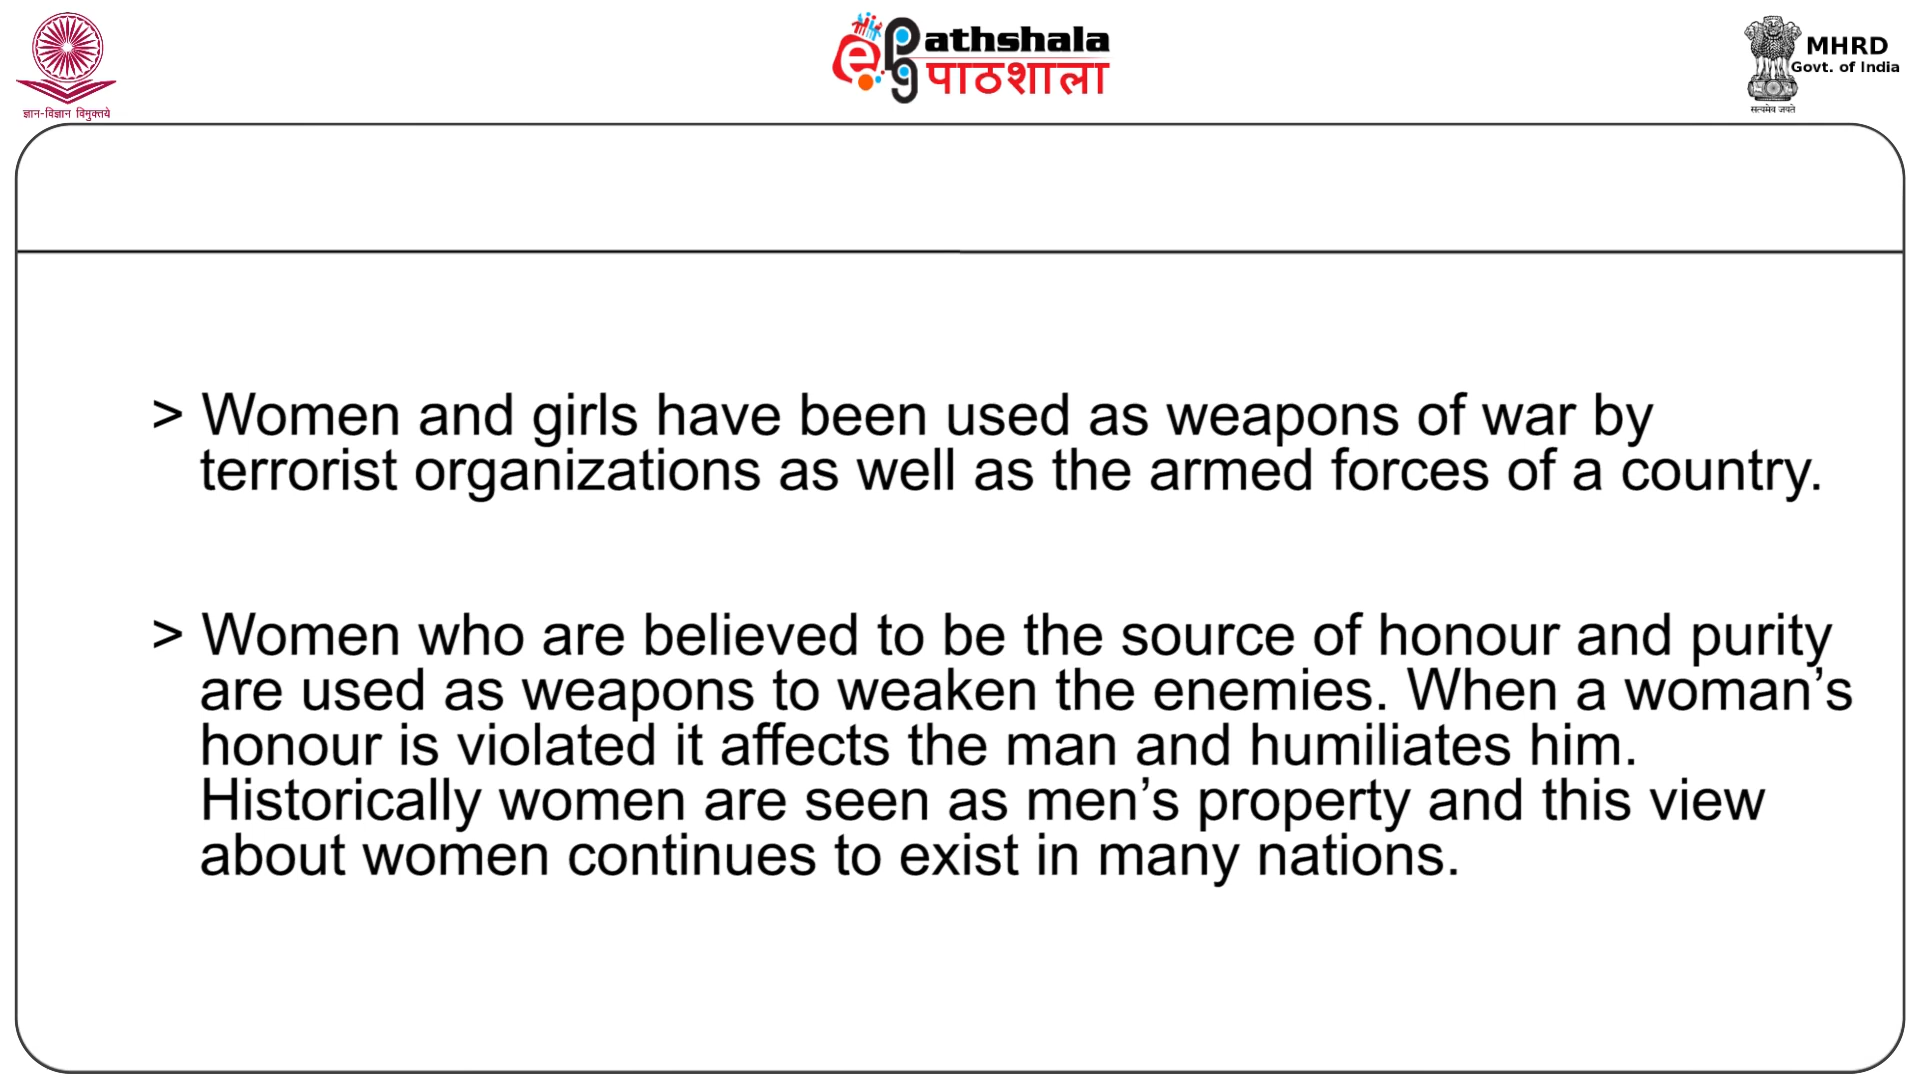 ज्ञान-विज्ञान विमुक्तये
e pg Pathshala
पाठशाला
MHRD
Govt. of India
सत्यमेव जयते
> Women and girls have been used as weapons of war by
terrorist organizations as well as the armed forces of a country.
> Women who are believed to be the source of honour and purity
are used as weapons to weaken the enemies. When a woman’s
honour is violated it affects the man and humiliates him.
Historically women are seen as men’s property and this view
about women continues to exist in many nations.